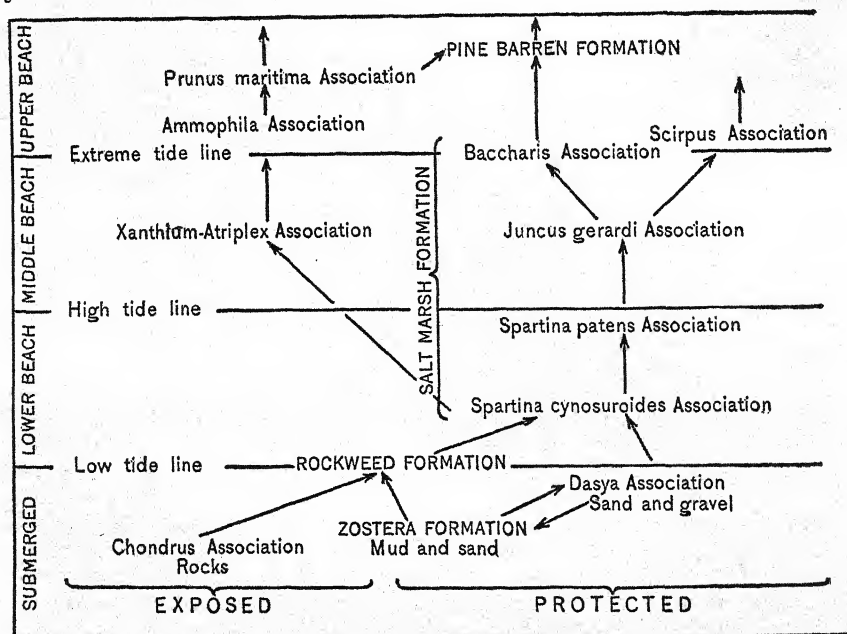 UPPER BEACH
PINE BARREN FORMATION
Prunus maritima Association
Ammophila Association
Scirpus Association
Extreme tide line
Baccharis Association
MIDDLE BEACH
Xanthium-Atriplex Association
SALT MARSH FORMATION
Juncus gerardi Association
High tide line
Spartina patens Association
LOWER BEACH
Spartina cynosuroides Association
Low tide line
ROCKWEED FORMATION
SUBMERGED
Dasya Association
Sand and gravel
ZOSTERA FORMATION
Mud and sand
Chondrus Association
Rocks
EXPOSED
PROTECTED